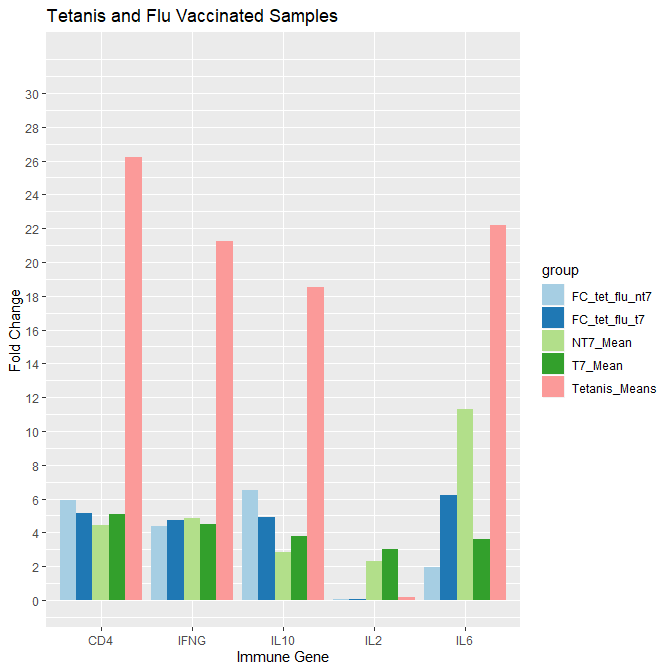 Tetanis and Flu Vaccinated Samples
Fold Change
30
28
26
24
22
20
18
16
14
12
10
8
6
4
2
0
CD4
IFNG
IL10
IL2
IL6
Immune Gene
group
FC_tet_flu_nt7
FC_tet_flu_t7
NT7_Mean
T7_Mean
Tetanis_Means